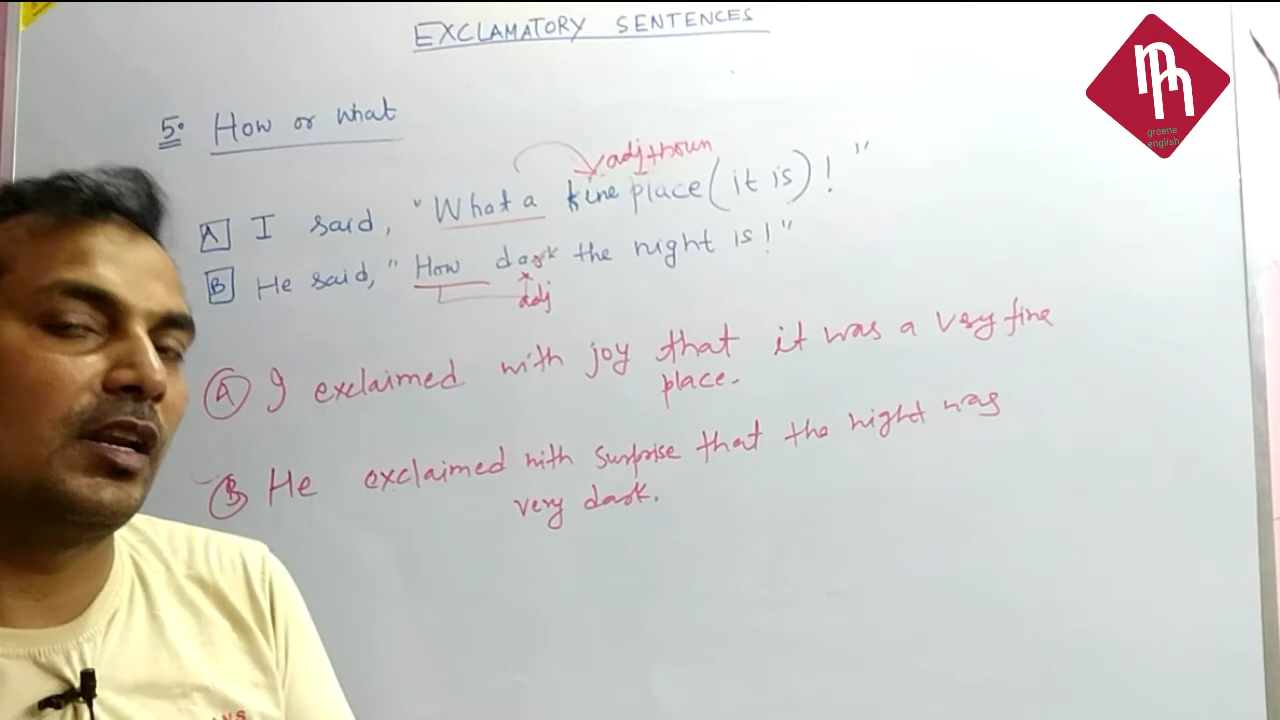 EXCLAMATORY SENTENCES
5. How or what
adj+noun
A I said, "What a fine place (it is)!"
B He said, "How dark the night is!"
adj
A I exclaimed with joy that it was a very fine
place.
B He exclaimed with surprise that the night was
very dark.
greene
english